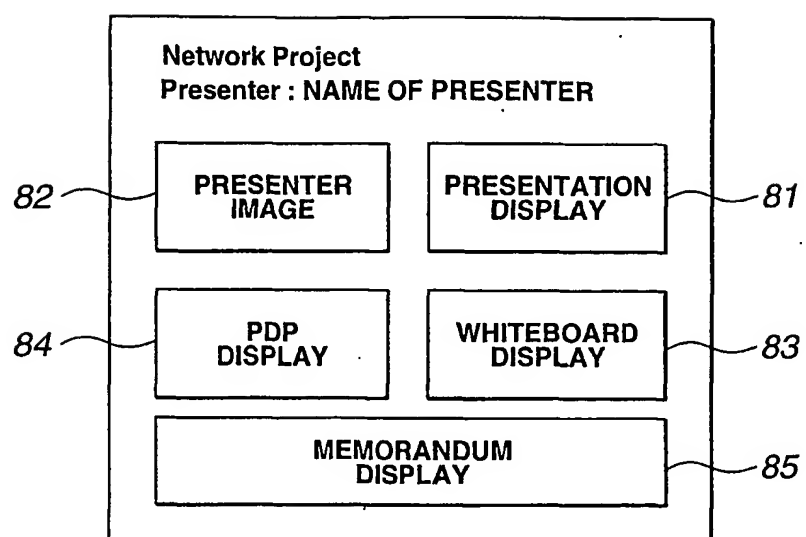 Network Project
Presenter : NAME OF PRESENTER
82
PRESENTER
IMAGE
PRESENTATION
DISPLAY
81
84
PDP
DISPLAY
WHITEBOARD
DISPLAY
83
MEMORANDUM
DISPLAY
85